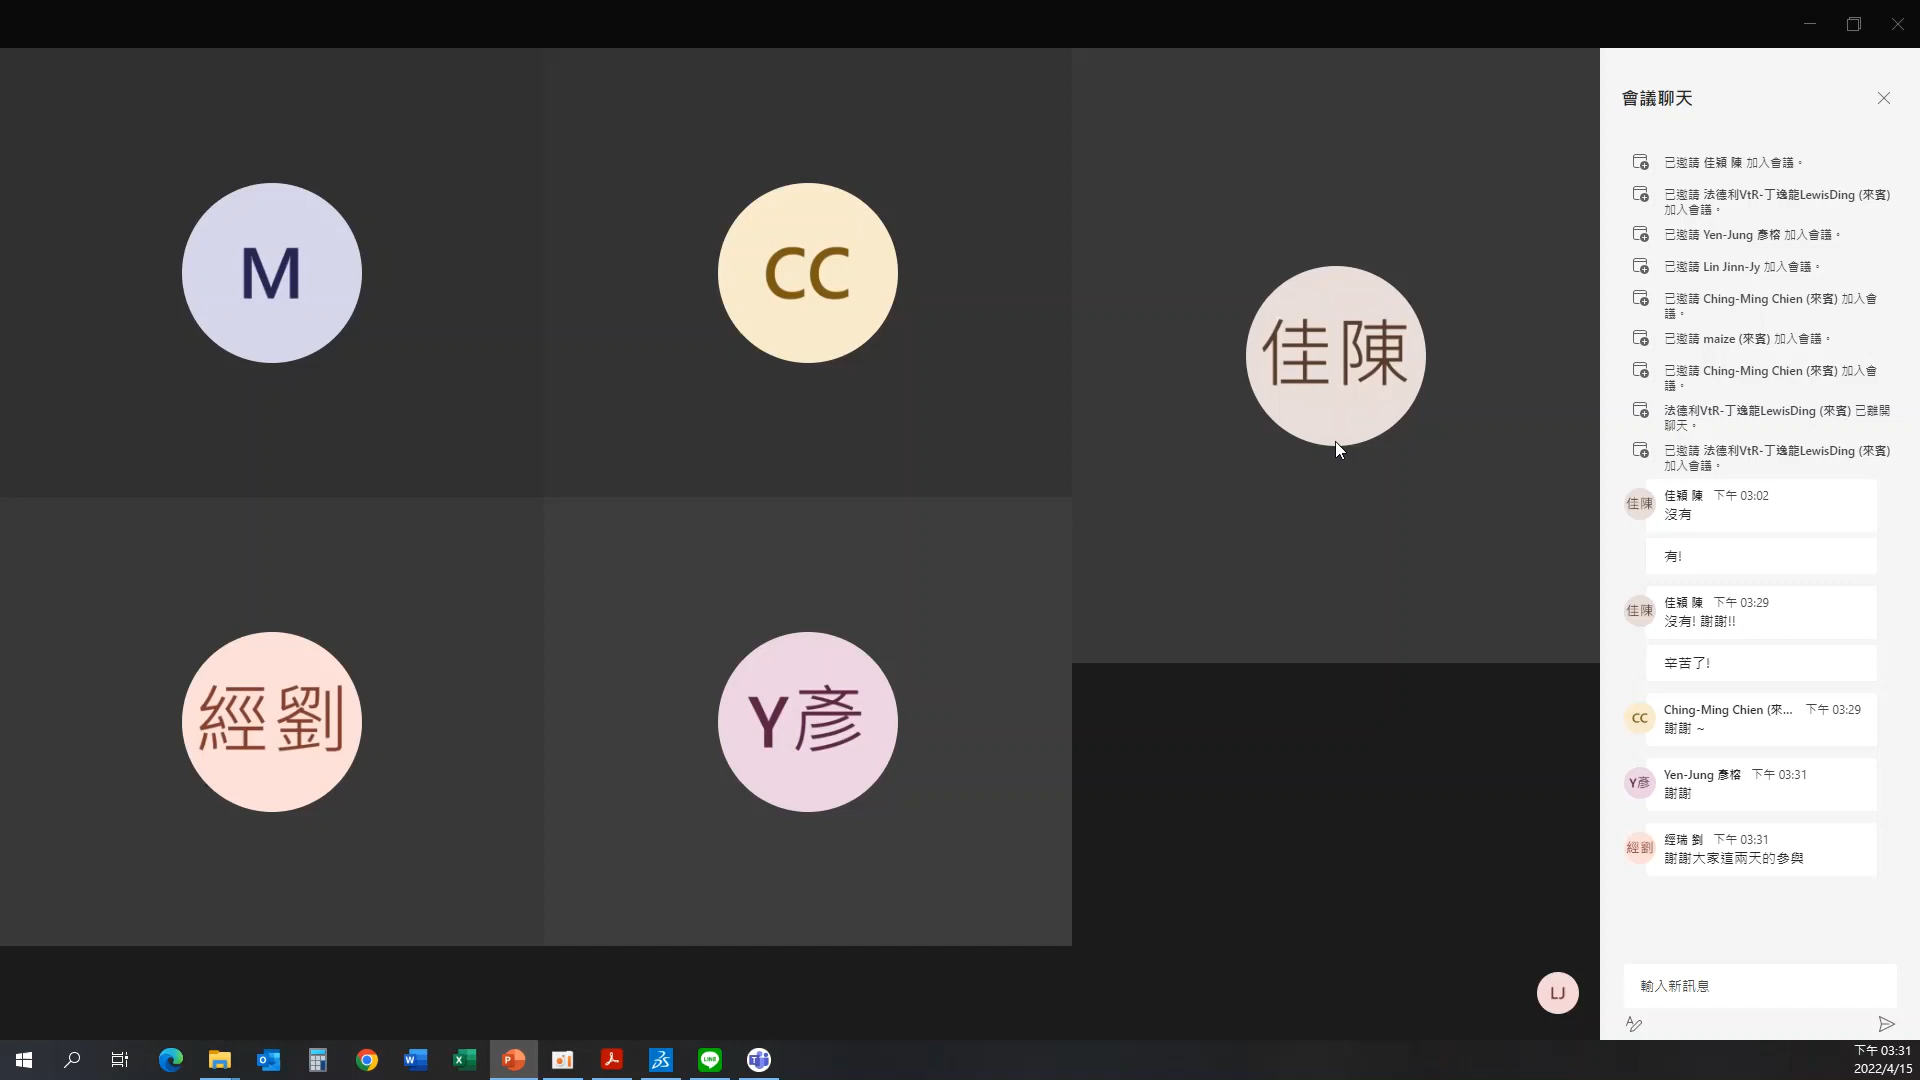 M
CC
佳陳
經劉
Y彥
LJ
會議聊天
已邀請 佳穎 陳 加入會議。
已邀請 法德利VtR-丁逸龍LewisDing (來賓)
加入會議。
已邀請 Yen-Jung 彥榕 加入會議。
已邀請 Lin Jinn-Jy 加入會議。
已邀請 Ching-Ming Chien (來賓) 加入會
議。
已邀請 maize (來賓) 加入會議。
已邀請 Ching-Ming Chien (來賓) 加入會
議。
法德利VtR-丁逸龍LewisDing (來賓) 已離開
聊天。
已邀請 法德利VtR-丁逸龍LewisDing (來賓)
加入會議。
佳陳
佳穎 陳 下午 03:02
沒有
有!
佳陳
佳穎 陳 下午 03:29
沒有! 謝謝!!
辛苦了!
CC
Ching-Ming Chien (來... 下午 03:29
謝謝 ~
Y彥
Yen-Jung 彥榕 下午 03:31
謝謝
經劉
經瑞 劉 下午 03:31
謝謝大家這兩天的參與
輸入新訊息
下午 03:31
2022/4/15